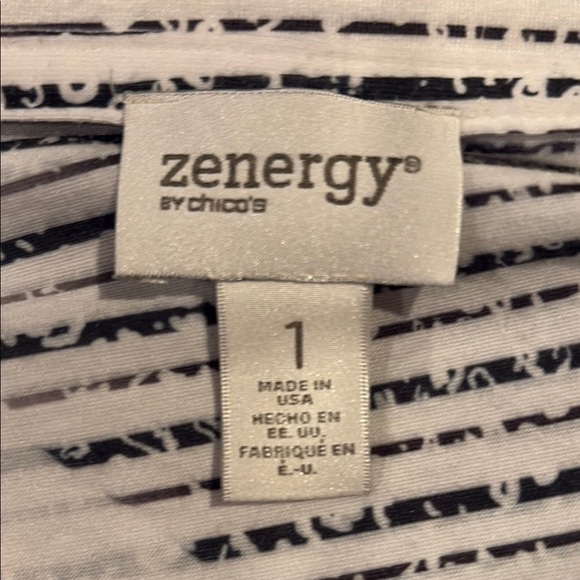 zenergy®
BY chico's
1
MADE IN
USA
HECHO EN
EE. UU.
FABRIQUÉ EN
É.-U.